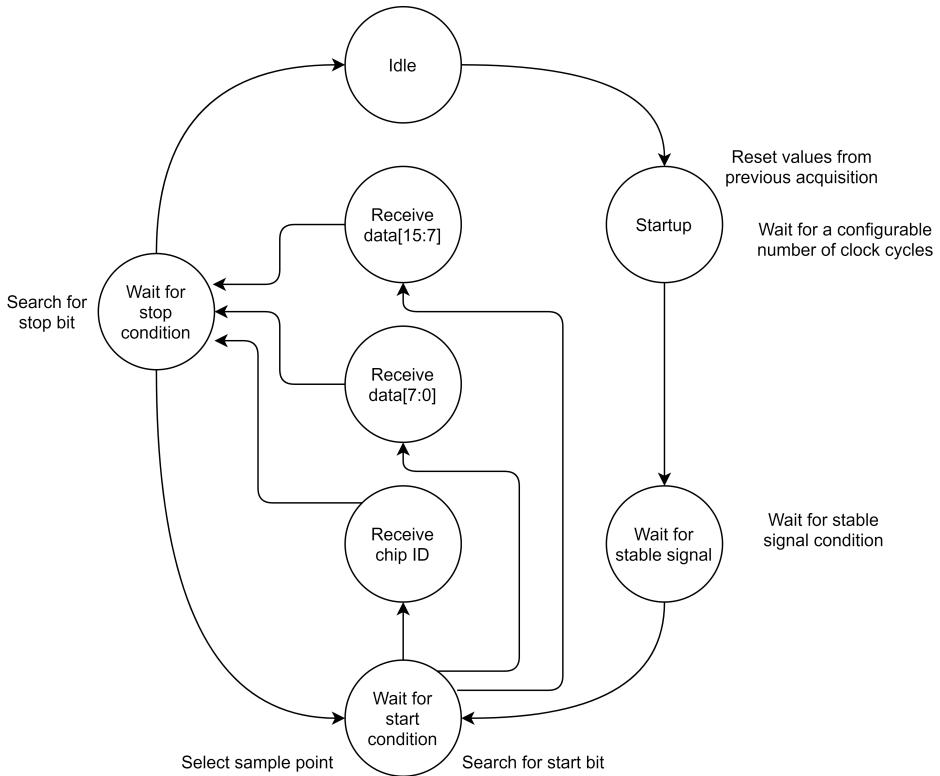 Idle
Reset values from
previous acquisition
Receive
data[15:7]
Startup
Wait for a configurable
number of clock cycles
Search for
stop bit
Wait for
stop
condition
Receive
data[7:0]
Receive
chip ID
Wait for
stable signal
Wait for stable
signal condition
Wait for
start
condition
Select sample point
Search for start bit